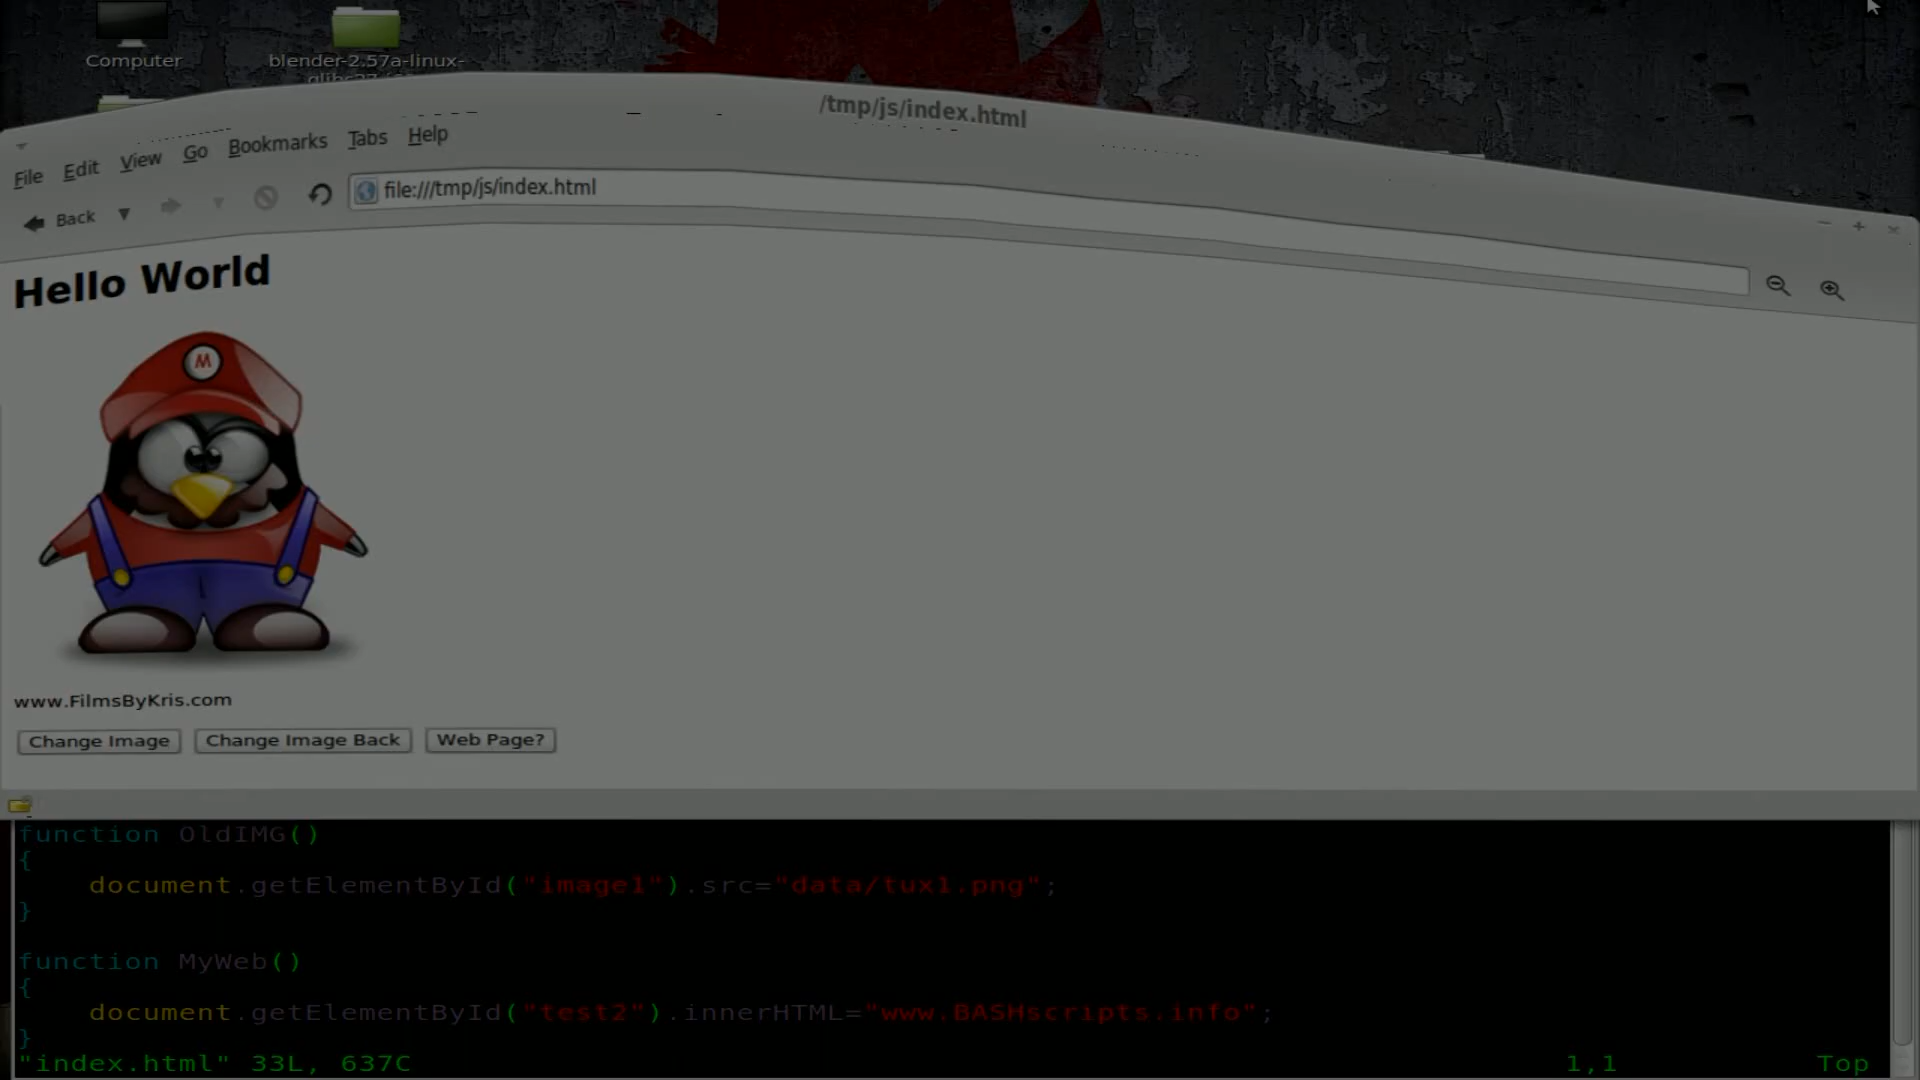 Computer
blender-2.57a-linux-
/tmp/js/index.html
File Edit View Go Bookmarks Tabs Help
Back
file:///tmp/js/index.html
Hello World
M
www.FilmsByKris.com
Change Image Change Image Back Web Page?
function OldIMG()
{
document.getElementById("image1").src="data/tux1.png";
}
function MyWeb()
{
document.getElementById("test2").innerHTML="www.BASHscripts.info";
}
"index.html" 33L, 637C 1,1 Top